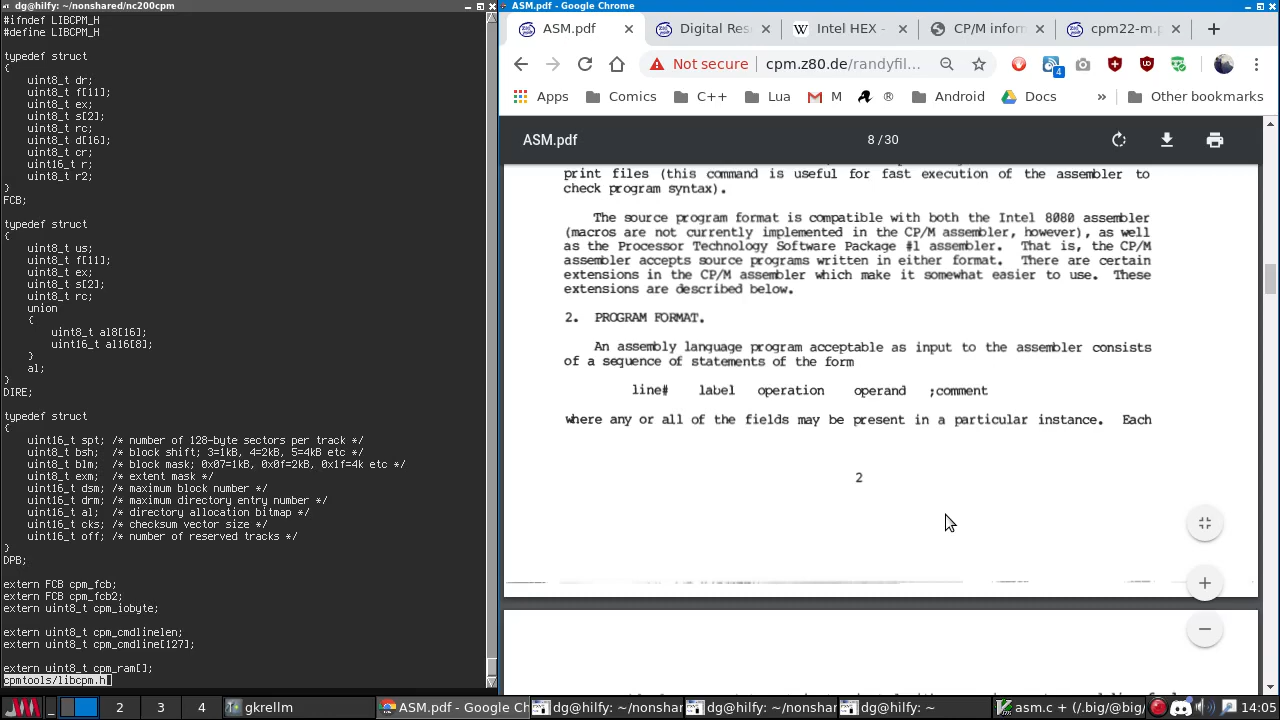 dg@hilfy: ~/nonshared/nc200cpm
#ifndef LIBCPM_H
#define LIBCPM_H
typedef struct
{
uint8_t dr;
uint8_t f[11];
uint8_t ex;
uint8_t s[2];
uint8_t rc;
uint8_t d[16];
uint8_t cr;
uint16_t r;
uint8_t r2;
}
FCB;
typedef struct
{
uint8_t us;
uint8_t f[11];
uint8_t ex;
uint8_t s[2];
uint8_t rc;
union
{
uint8_t al8[16];
uint16_t al16[8];
}
al;
}
DIRE;
typedef struct
{
uint16_t spt; /* number of 128-byte sectors per track */
uint8_t bsh; /* block shift; 3=1kB, 4=2kB, 5=4kB etc */
uint8_t blm; /* block mask; 0x07=1kB, 0x0f=2kB, 0x1f=4k etc */
uint8_t exm; /* extent mask */
uint16_t dsm; /* maximum block number */
uint16_t drm; /* maximum directory entry number */
uint16_t al; /* directory allocation bitmap */
uint16_t cks; /* checksum vector size */
uint16_t off; /* number of reserved tracks */
}
DPB;
extern FCB cpm_fcb;
extern FCB cpm_fcb2;
extern uint8_t cpm_iobyte;
extern uint8_t cpm_cmdlinelen;
extern uint8_t cpm_cmdline[127];
extern uint8_t cpm_ram[];
cpmtools/libcpm.h
ASM.pdf - Google Chrome
ASM.pdf
Digital Res
W Intel HEX -
CP/M inform
cpm22-m.p
Not secure
cpm.z80.de/randyfil...
4
Apps
Comics
C++
Lua
M
®
Android
Docs
»
Other bookmarks
ASM.pdf
8 / 30
print files (this command is useful for fast execution of the assembler to
check program syntax).
The source program format is compatible with both the Intel 8080 assembler
(macros are not currently implemented in the CP/M assembler, however), as well
as the Processor Technology Software Package #1 assembler. That is, the CP/M
assembler accepts source programs written in either format. There are certain
extensions in the CP/M assembler which make it somewhat easier to use. These
extensions are described below.
2. PROGRAM FORMAT.
An assembly language program acceptable as input to the assembler consists
of a sequence of statements of the form
line# label operation operand ;comment
where any or all of the fields may be present in a particular instance. Each
2
2
3
4
gkrellm
ASM.pdf - Google Ch
dg@hilfy: ~/nonshar
dg@hilfy: ~/nonshar
dg@hilfy: ~
asm.c + (/.big/@big/
14:05